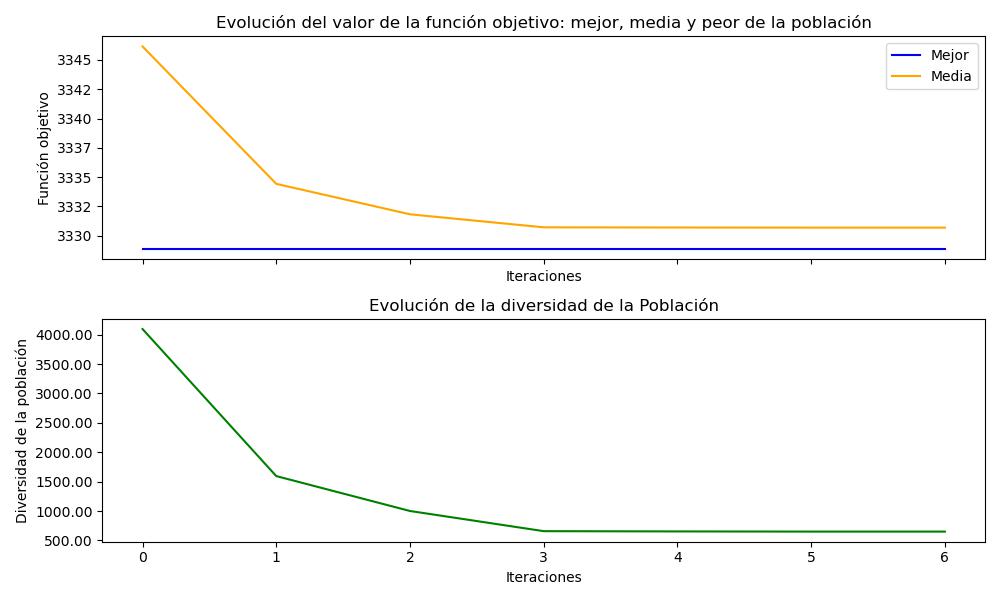 Evolución del valor de la función objetivo: mejor, media y peor de la población
Función objetivo
3345
3342
3340
3337
3335
3332
3330
Mejor
Media
Iteraciones
Evolución de la diversidad de la Población
Diversidad de la población
4000.00
3500.00
3000.00
2500.00
2000.00
1500.00
1000.00
500.00
0 1 2 3 4 5 6
Iteraciones